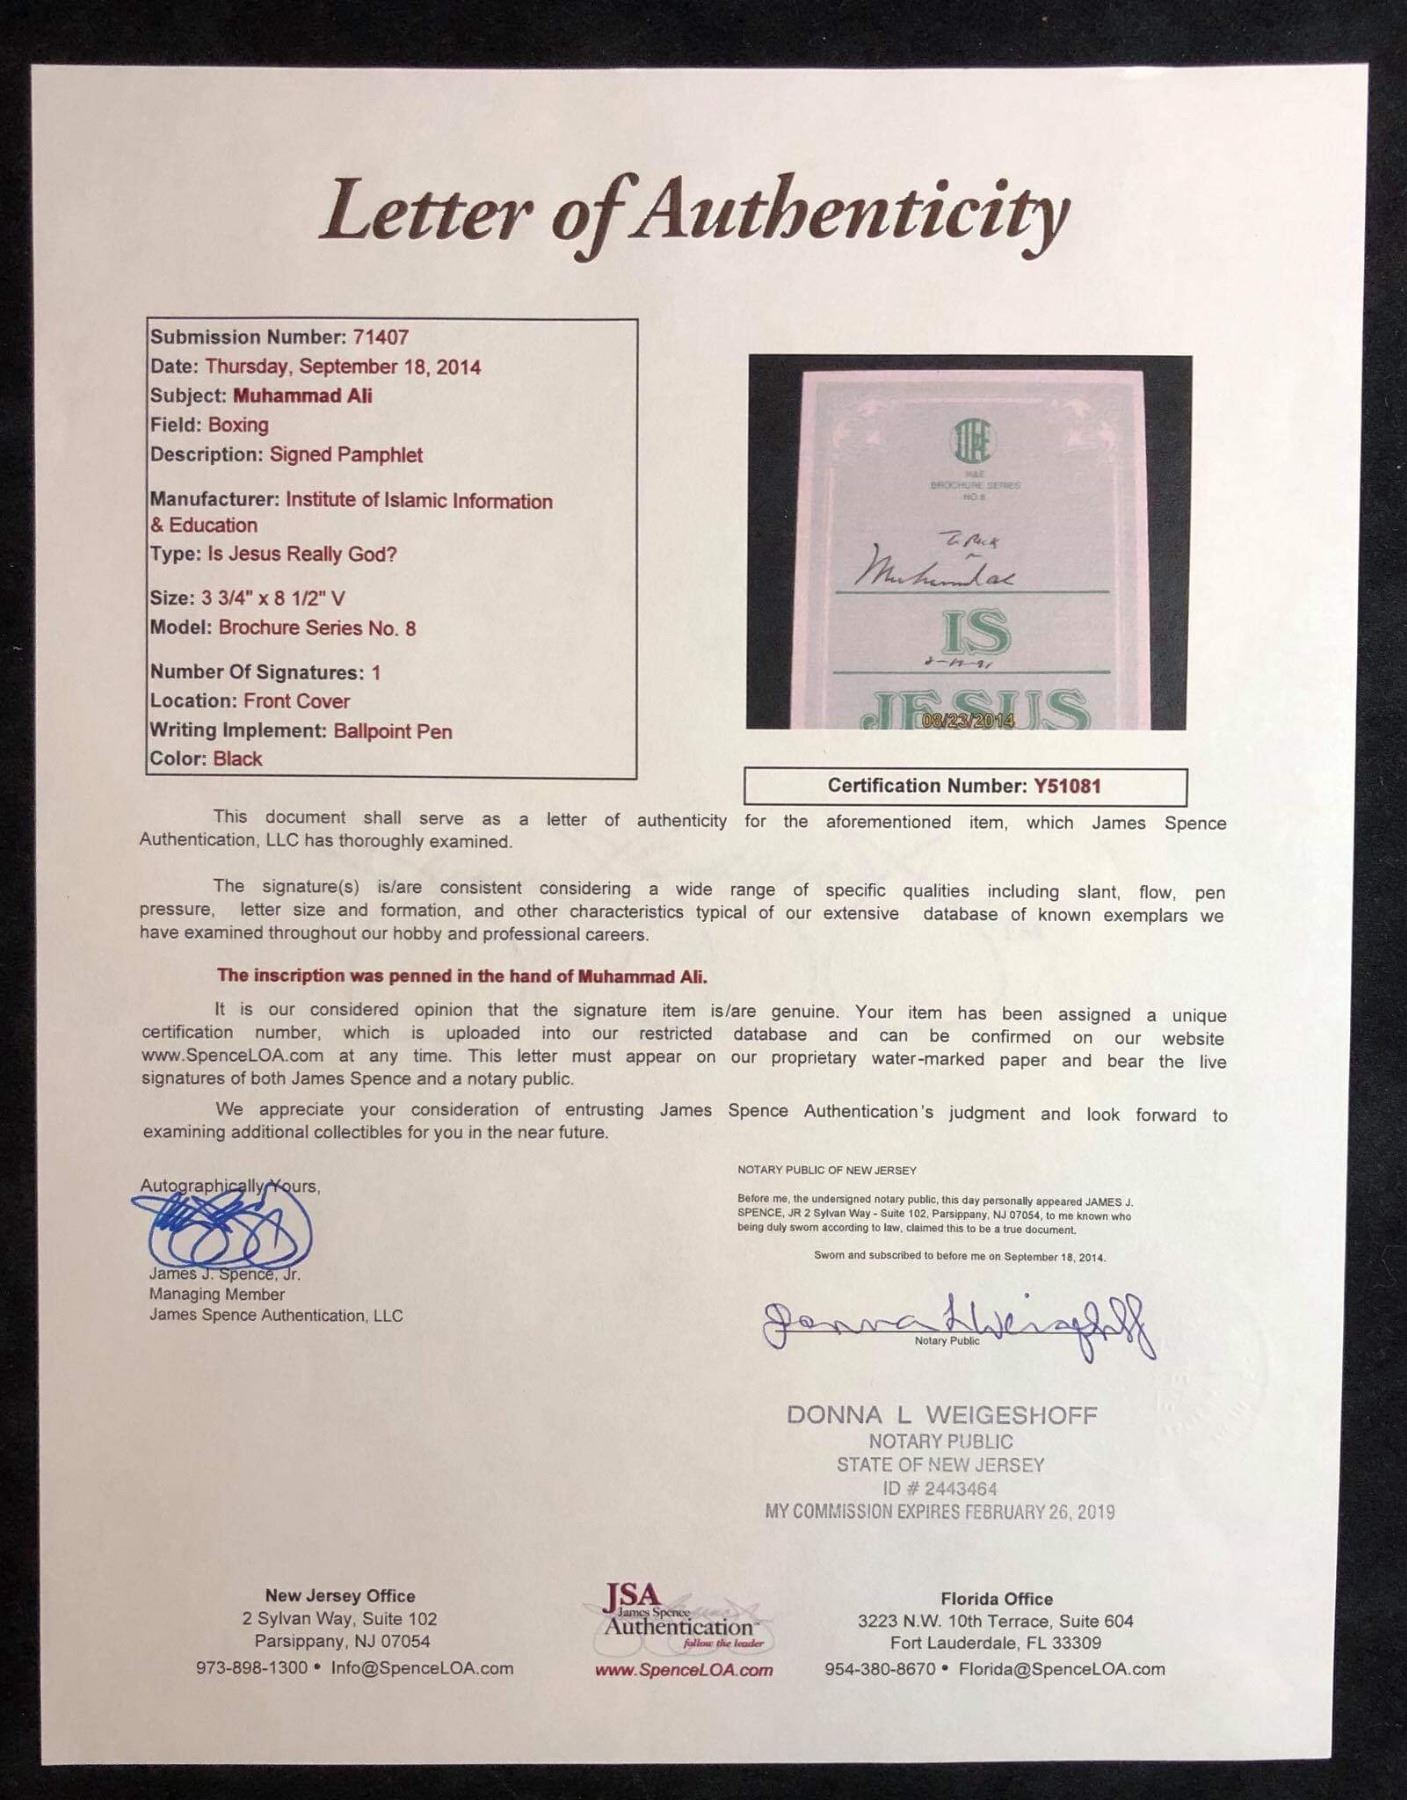 Letter of Authenticity
Submission Number: 71407
Date: Thursday, September 18, 2014
Subject: Muhammad Ali
Field: Boxing
Description: Signed Pamphlet
Manufacturer: Institute of Islamic Information
& Education
Type: Is Jesus Really God?
Size: 3 3/4" x 8 1/2" V
Model: Brochure Series No. 8
Number Of Signatures: 1
Location: Front Cover
Writing Implement: Ballpoint Pen
Color: Black
BROCHURE SERIES
NO.8
IS
JESUS
08/23/2014
Certification Number: Y51081
This document shall serve as a letter of authenticity for the aforementioned item, which James Spence
Authentication, LLC has thoroughly examined.
The signature(s) is/are consistent considering a wide range of specific qualities including slant, flow, pen
pressure, letter size and formation, and other characteristics typical of our extensive database of known exemplars we
have examined throughout our hobby and professional careers.
The inscription was penned in the hand of Muhammad Ali.
It is our considered opinion that the signature item is/are genuine. Your item has been assigned a unique
certification number, which is uploaded into our restricted database and can be confirmed on our website
www.SpenceLOA.com at any time. This letter must appear on our proprietary water-marked paper and bear the live
signatures of both James Spence and a notary public.
We appreciate your consideration of entrusting James Spence Authentication's judgment and look forward to
examining additional collectibles for you in the near future.
Autographically Yours,
James J. Spence, Jr.
Managing Member
James Spence Authentication, LLC
NOTARY PUBLIC OF NEW JERSEY
Before me, the undersigned notary public, this day personally appeared JAMES J.
SPENCE, JR 2 Sylvan Way - Suite 102, Parsippany, NJ 07054, to me known who
being duly sworn according to law, claimed this to be a true document.
Sworn and subscribed to before me on September 18, 2014.
Donna L Weigeshoff
Notary Public
DONNA L WEIGESHOFF
NOTARY PUBLIC
STATE OF NEW JERSEY
ID # 2443464
MY COMMISSION EXPIRES FEBRUARY 26, 2019
New Jersey Office
2 Sylvan Way, Suite 102
Parsippany, NJ 07054
973-898-1300 • Info@SpenceLOA.com
JSA
James Spence
Authentication
follow the leader
www.SpenceLOA.com
Florida Office
3223 N.W. 10th Terrace, Suite 604
Fort Lauderdale, FL 33309
954-380-8670 • Florida@SpenceLOA.com